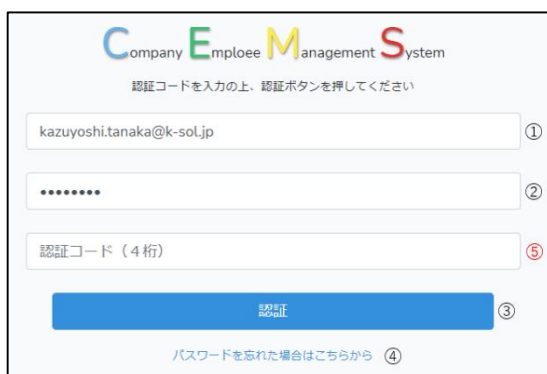 Company Emploee Management System
認証コードを入力の上、認証ボタンを押してください
kazuyoshi.tanaka@k-sol.jp ①
•••••••• ②
認証コード（4桁） ⑤
認証 ③
パスワードを忘れた場合はこちらから ④